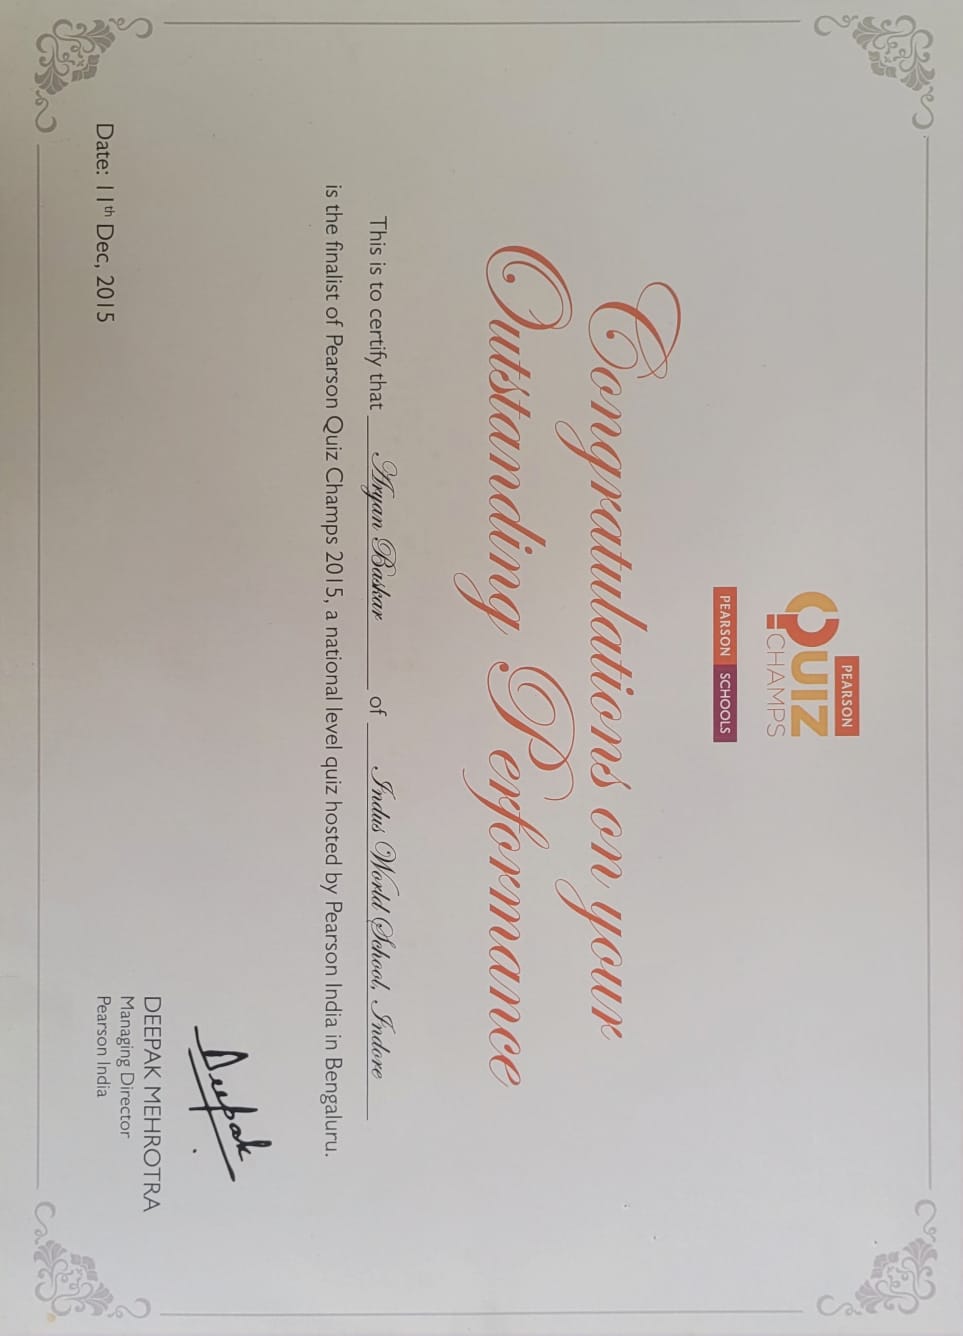 PEARSON
QUIZ
CHAMPS
PEARSON SCHOOLS
Congratulations on your
Outstanding Performance
This is to certify that Aryan Baskar of Indus World School, Indore
is the finalist of Pearson Quiz Champs 2015, a national level quiz hosted by Pearson India in Bengaluru.
Deepak
DEEPAK MEHROTRA
Managing Director
Pearson India
Date: 11th Dec, 2015